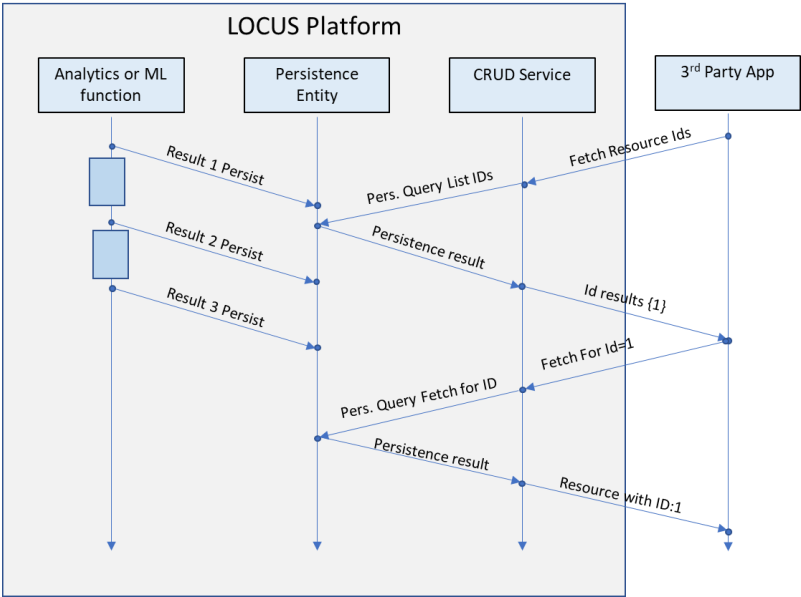 LOCUS Platform
Analytics or ML
function
Persistence
Entity
CRUD Service
3rd Party App
Fetch Resource Ids
Result 1 Persist
Pers. Query List IDs
Result 2 Persist
Persistence result
Id results {1}
Result 3 Persist
Fetch For Id=1
Pers. Query Fetch for ID
Persistence result
Resource with ID:1